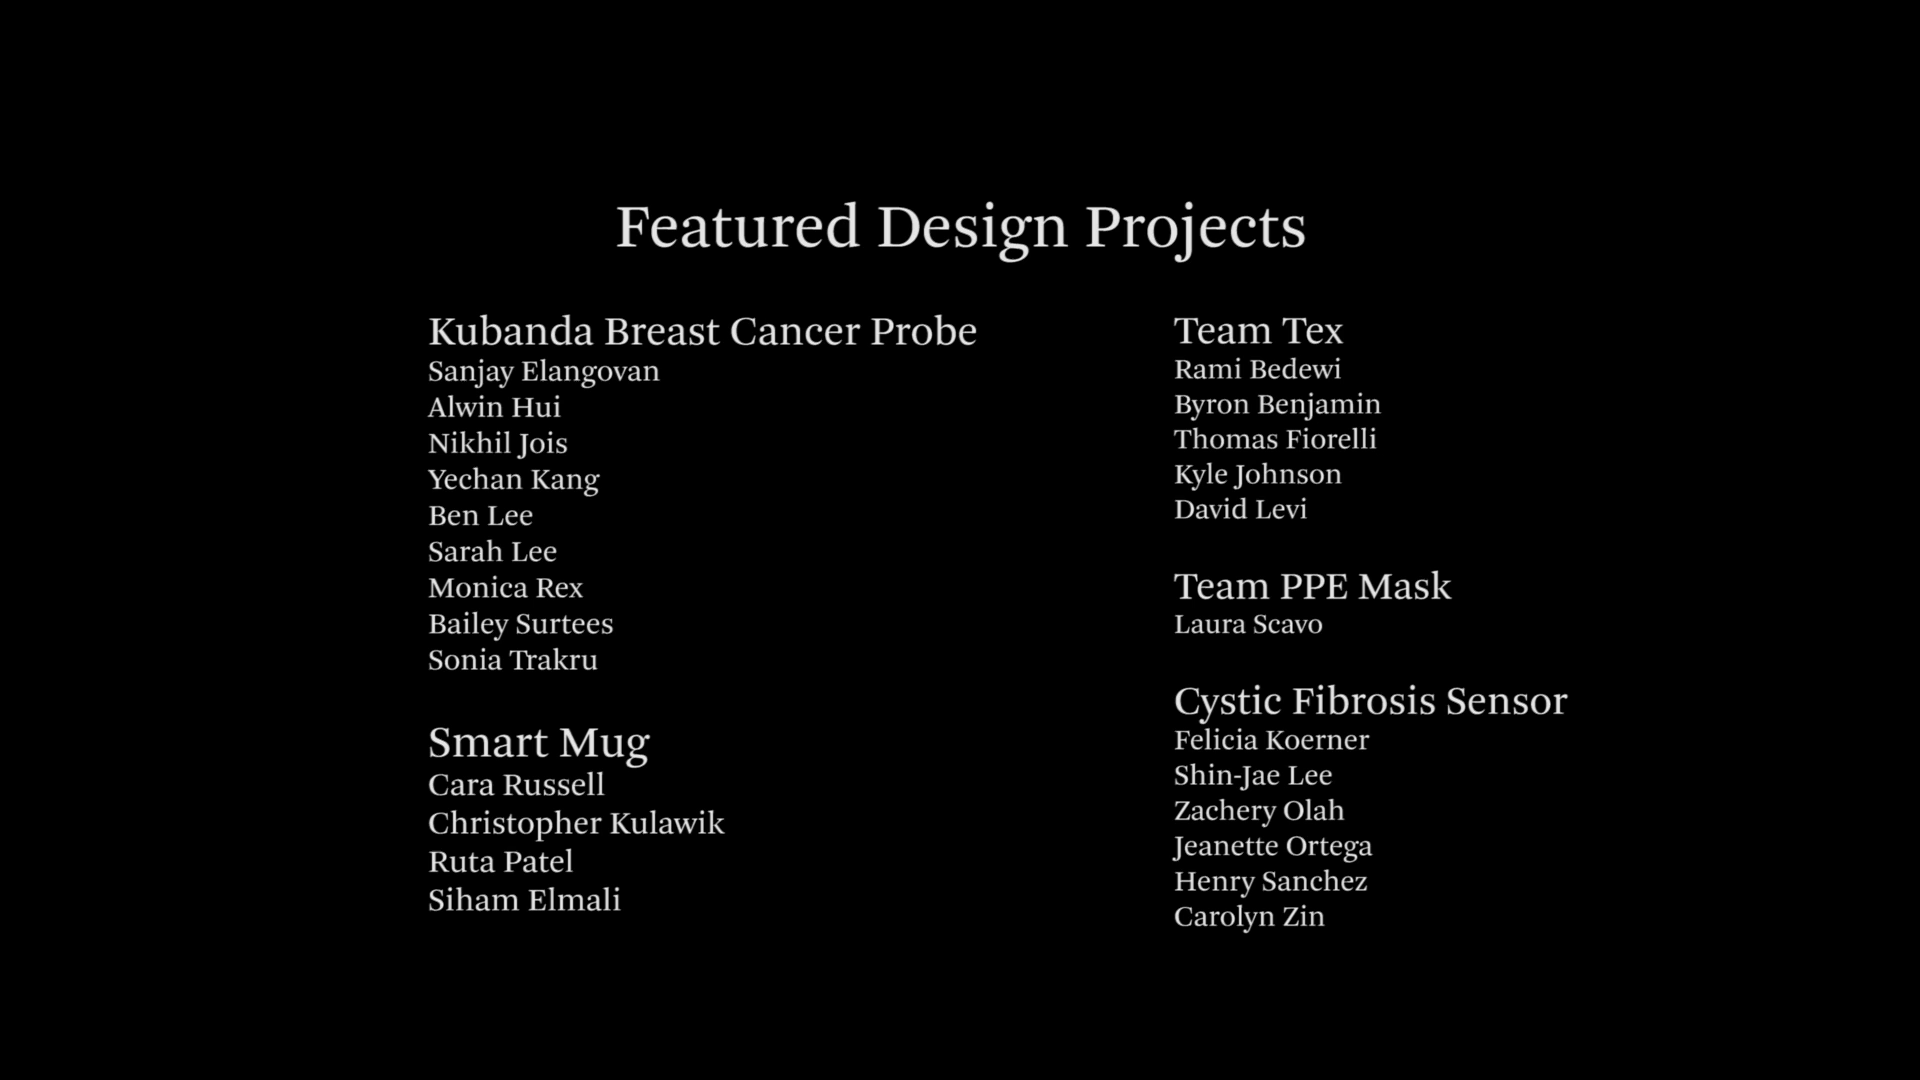 Featured Design Projects
Kubanda Breast Cancer Probe
Sanjay Elangovan
Alwin Hui
Nikhil Jois
Yechan Kang
Ben Lee
Sarah Lee
Monica Rex
Bailey Surtees
Sonia Trakru
Smart Mug
Cara Russell
Christopher Kulawik
Ruta Patel
Siham Elmali
Team Tex
Rami Bedewi
Byron Benjamin
Thomas Fiorelli
Kyle Johnson
David Levi
Team PPE Mask
Laura Scavo
Cystic Fibrosis Sensor
Felicia Koerner
Shin-Jae Lee
Zachery Olah
Jeanette Ortega
Henry Sanchez
Carolyn Zin